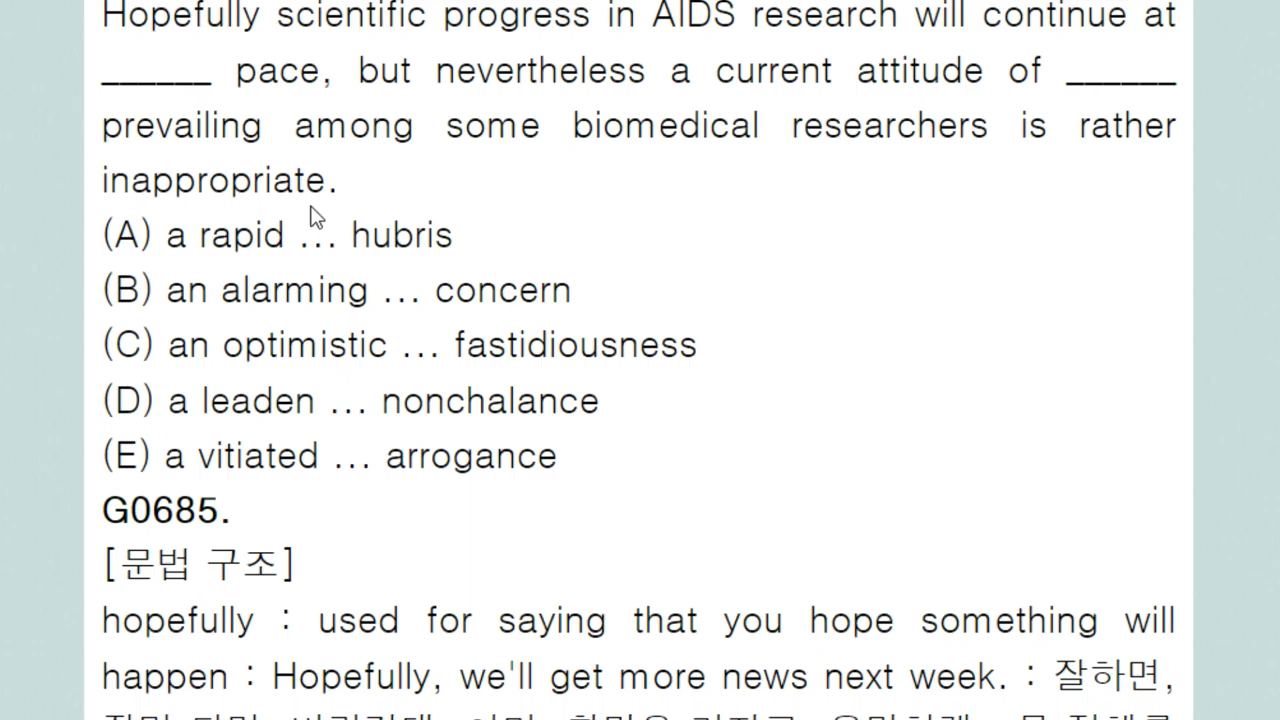 Hopefully scientific progress in AIDS research will continue at
______ pace, but nevertheless a current attitude of ______
prevailing among some biomedical researchers is rather
inappropriate.
(A) a rapid ... hubris
(B) an alarming ... concern
(C) an optimistic ... fastidiousness
(D) a leaden ... nonchalance
(E) a vitiated ... arrogance
G0685.
[문법 구조]
hopefully : used for saying that you hope something will
happen : Hopefully, we'll get more news next week. : 잘하면,